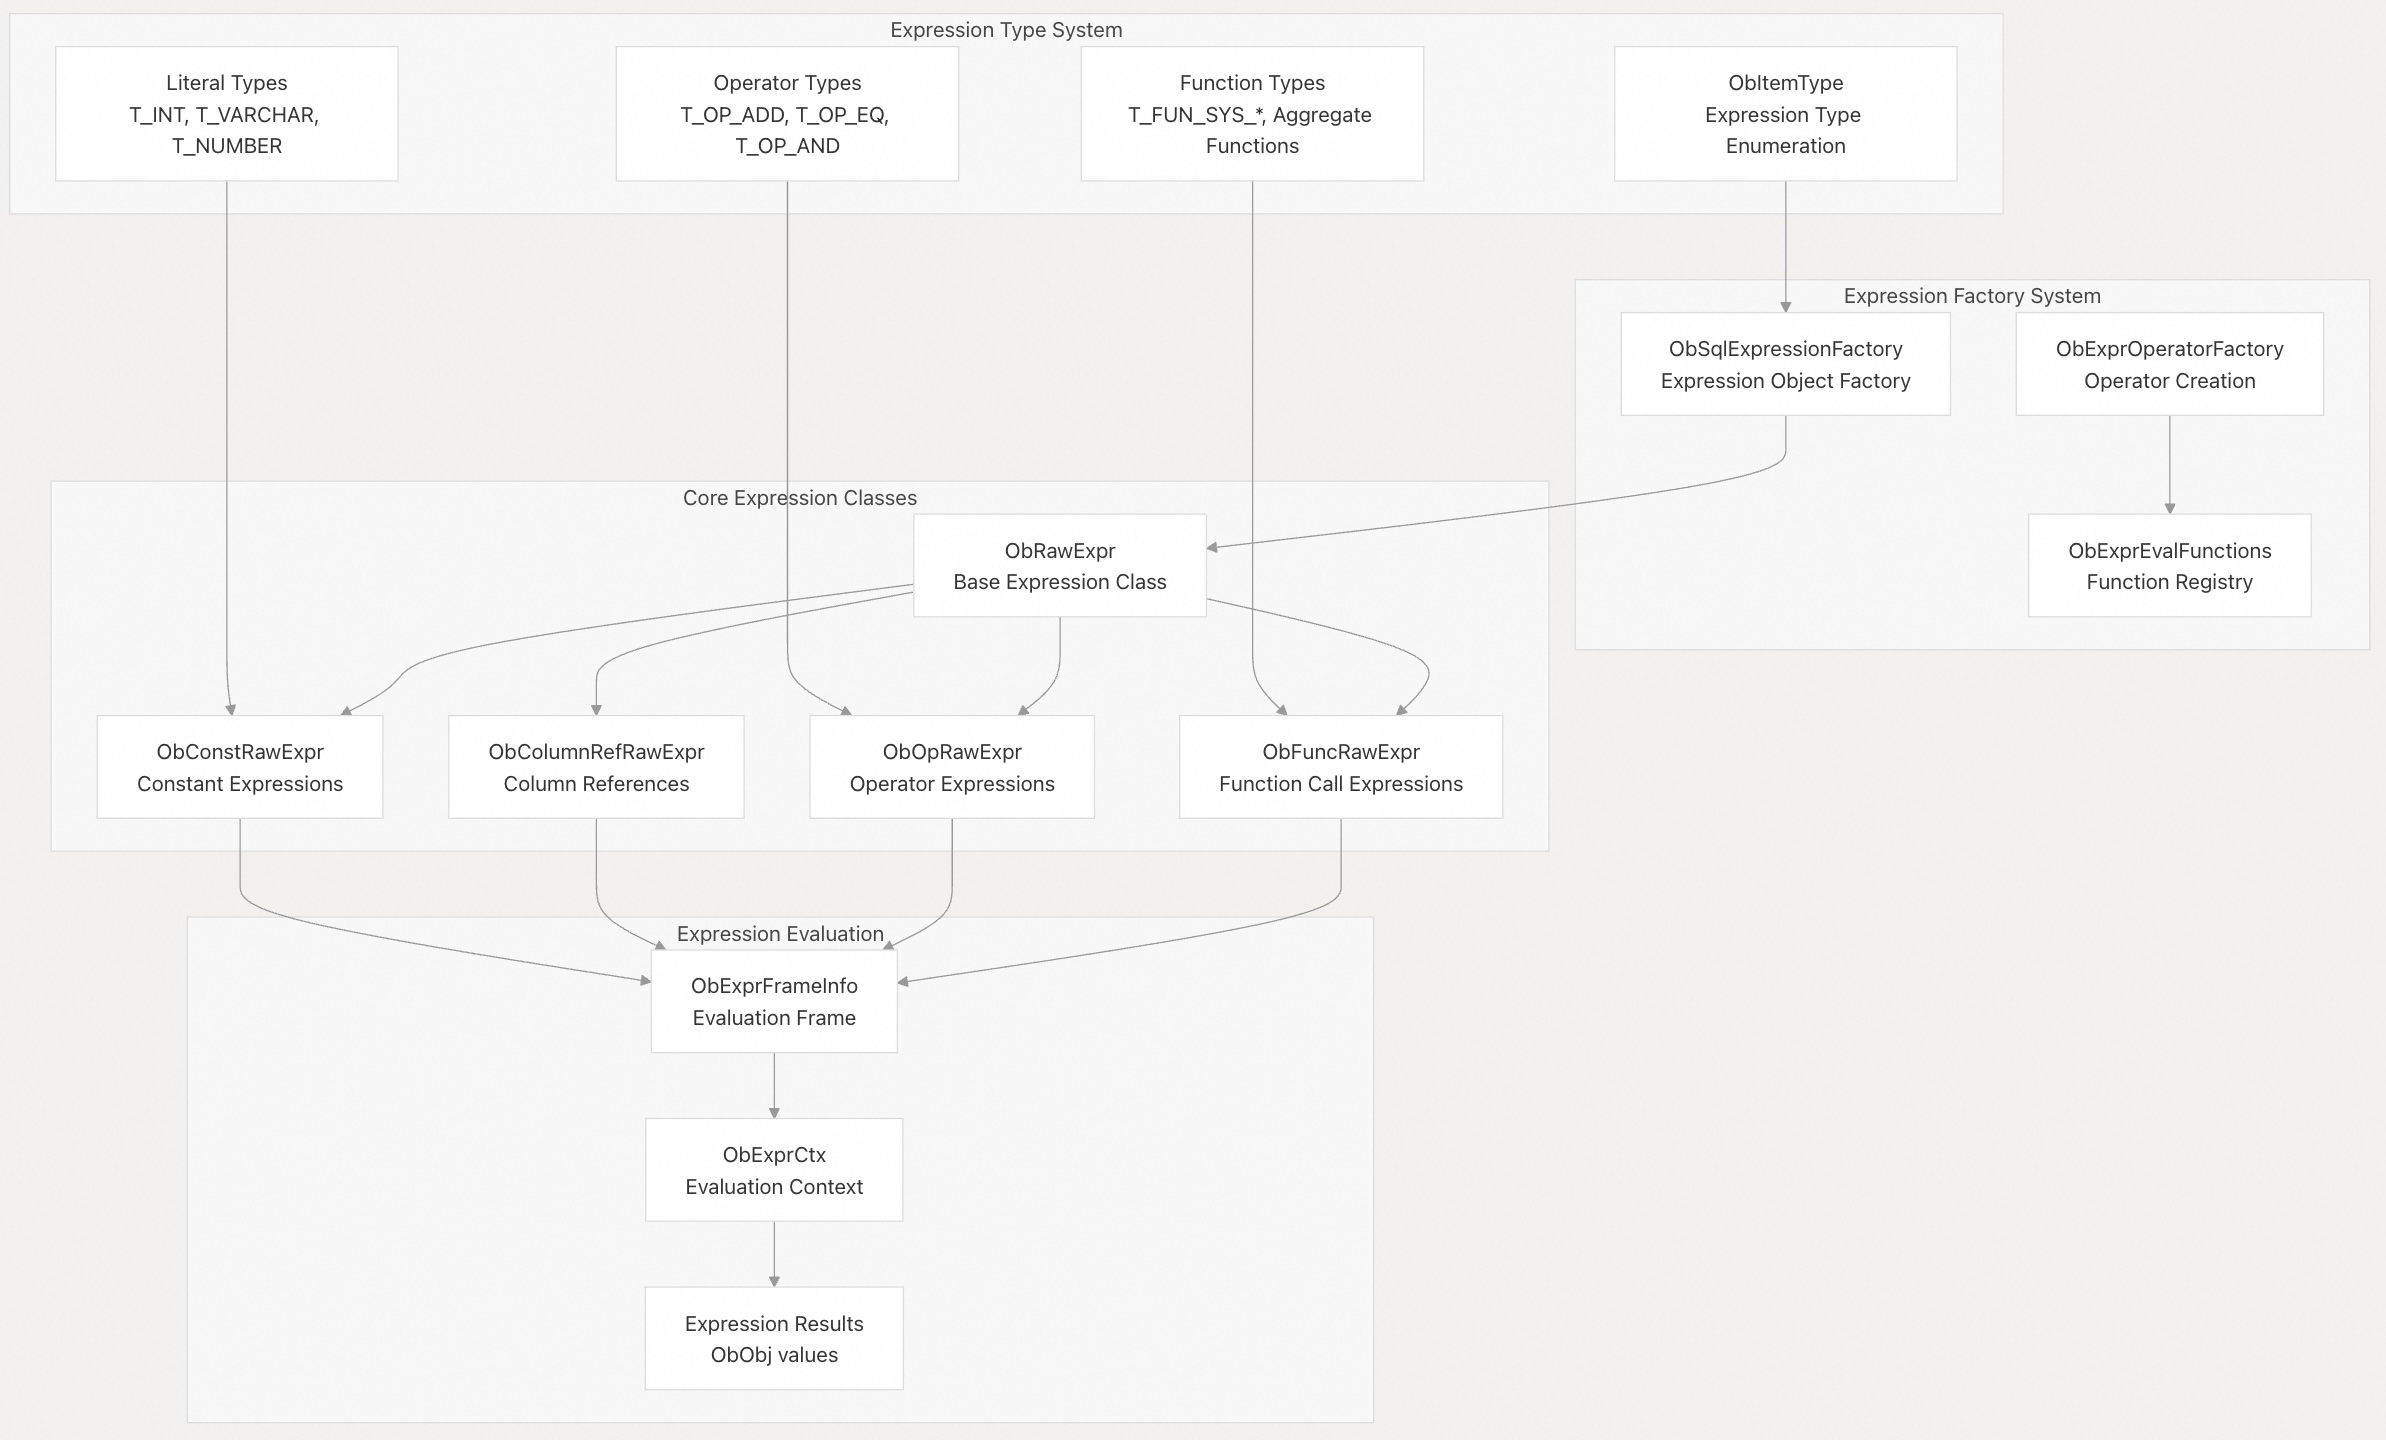 Expression Type System
Literal Types
T_INT, T_VARCHAR,
T_NUMBER
Operator Types
T_OP_ADD, T_OP_EQ,
T_OP_AND
Function Types
T_FUN_SYS_*, Aggregate
Functions
ObItemType
Expression Type
Enumeration
Expression Factory System
ObSqlExpressionFactory
Expression Object Factory
ObExprOperatorFactory
Operator Creation
ObExprEvalFunctions
Function Registry
Core Expression Classes
ObRawExpr
Base Expression Class
ObConstRawExpr
Constant Expressions
ObColumnRefRawExpr
Column References
ObOpRawExpr
Operator Expressions
ObFuncRawExpr
Function Call Expressions
Expression Evaluation
ObExprFrameInfo
Evaluation Frame
ObExprCtx
Evaluation Context
Expression Results
ObObj values